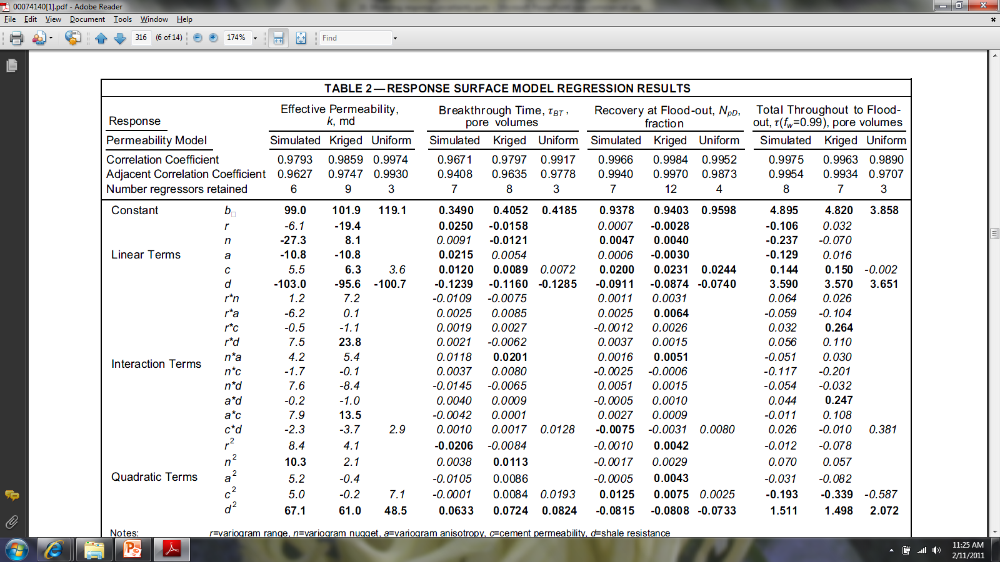 00074140[1].pdf - Adobe Reader
File Edit View Document Tools Window Help
316 (6 of 14) 174% Find
TABLE 2—RESPONSE SURFACE MODEL REGRESSION RESULTS
Response Effective Permeability, k, md Breakthrough Time, τBT, pore volumes Recovery at Flood-out, NpD, fraction Total Throughout to Flood-out, τ(fw=0.99), pore volumes
Permeability Model Simulated Kriged Uniform Simulated Kriged Uniform Simulated Kriged Uniform Simulated Kriged Uniform
Correlation Coefficient 0.9793 0.9859 0.9974 0.9671 0.9797 0.9917 0.9966 0.9984 0.9952 0.9975 0.9963 0.9890
Adjacent Correlation Coefficient 0.9627 0.9747 0.9930 0.9408 0.9635 0.9778 0.9940 0.9970 0.9873 0.9954 0.9934 0.9707
Number regressors retained 6 9 3 7 8 3 7 12 4 8 7 3
Constant b 99.0 101.9 119.1 0.3490 0.4052 0.4185 0.9378 0.9403 0.9598 4.895 4.820 3.858
r -6.1 -19.4 0.0250 -0.0158 0.0007 -0.0028 -0.106 0.032
n -27.3 8.1 0.0091 -0.0121 0.0047 0.0040 -0.237 -0.070
Linear Terms a -10.8 -10.8 0.0215 0.0054 0.0006 -0.0030 -0.129 0.016
c 5.5 6.3 3.6 0.0120 0.0089 0.0072 0.0200 0.0231 0.0244 0.144 0.150 -0.002
d -103.0 -95.6 -100.7 -0.1239 -0.1160 -0.1285 -0.0911 -0.0874 -0.0740 3.590 3.570 3.651
r*n 1.2 7.2 -0.0109 -0.0075 0.0011 0.0031 0.064 0.026
r*a -6.2 0.1 0.0025 0.0085 0.0025 0.0064 -0.059 -0.104
r*c -0.5 -1.1 0.0019 0.0027 -0.0012 0.0026 0.032 0.264
r*d 7.5 23.8 0.0021 -0.0062 0.0037 0.0015 0.056 0.110
n*a 4.2 5.4 0.0118 0.0201 0.0016 0.0051 -0.051 0.030
Interaction Terms n*c -1.7 -0.1 0.0037 0.0080 -0.0025 -0.0006 -0.117 -0.201
n*d 7.6 -8.4 -0.0145 -0.0065 0.0051 0.0015 -0.054 -0.032
a*d -0.2 -1.0 0.0040 0.0009 -0.0005 0.0010 0.044 0.247
a*c 7.9 13.5 -0.0042 0.0001 0.0027 0.0009 -0.011 0.108
c*d -2.3 -3.7 2.9 0.0010 0.0017 0.0128 -0.0075 -0.0031 0.0080 0.026 -0.010 0.381
r² 8.4 4.1 -0.0206 -0.0084 -0.0010 0.0042 -0.012 -0.078
n² 10.3 2.1 0.0038 0.0113 -0.0017 0.0029 0.070 0.057
Quadratic Terms a² 5.2 -0.4 -0.0105 0.0086 -0.0005 0.0043 -0.031 -0.082
c² 5.0 -0.2 7.1 -0.0001 0.0084 0.0193 0.0125 0.0075 0.0025 -0.193 -0.339 -0.587
d² 67.1 61.0 48.5 0.0633 0.0724 0.0824 -0.0815 -0.0808 -0.0733 1.511 1.498 2.072
Notes: r=variogram range, n=variogram nugget, a=variogram anisotropy, c=cement permeability, d=shale resistance
11:25 AM
2/11/2011